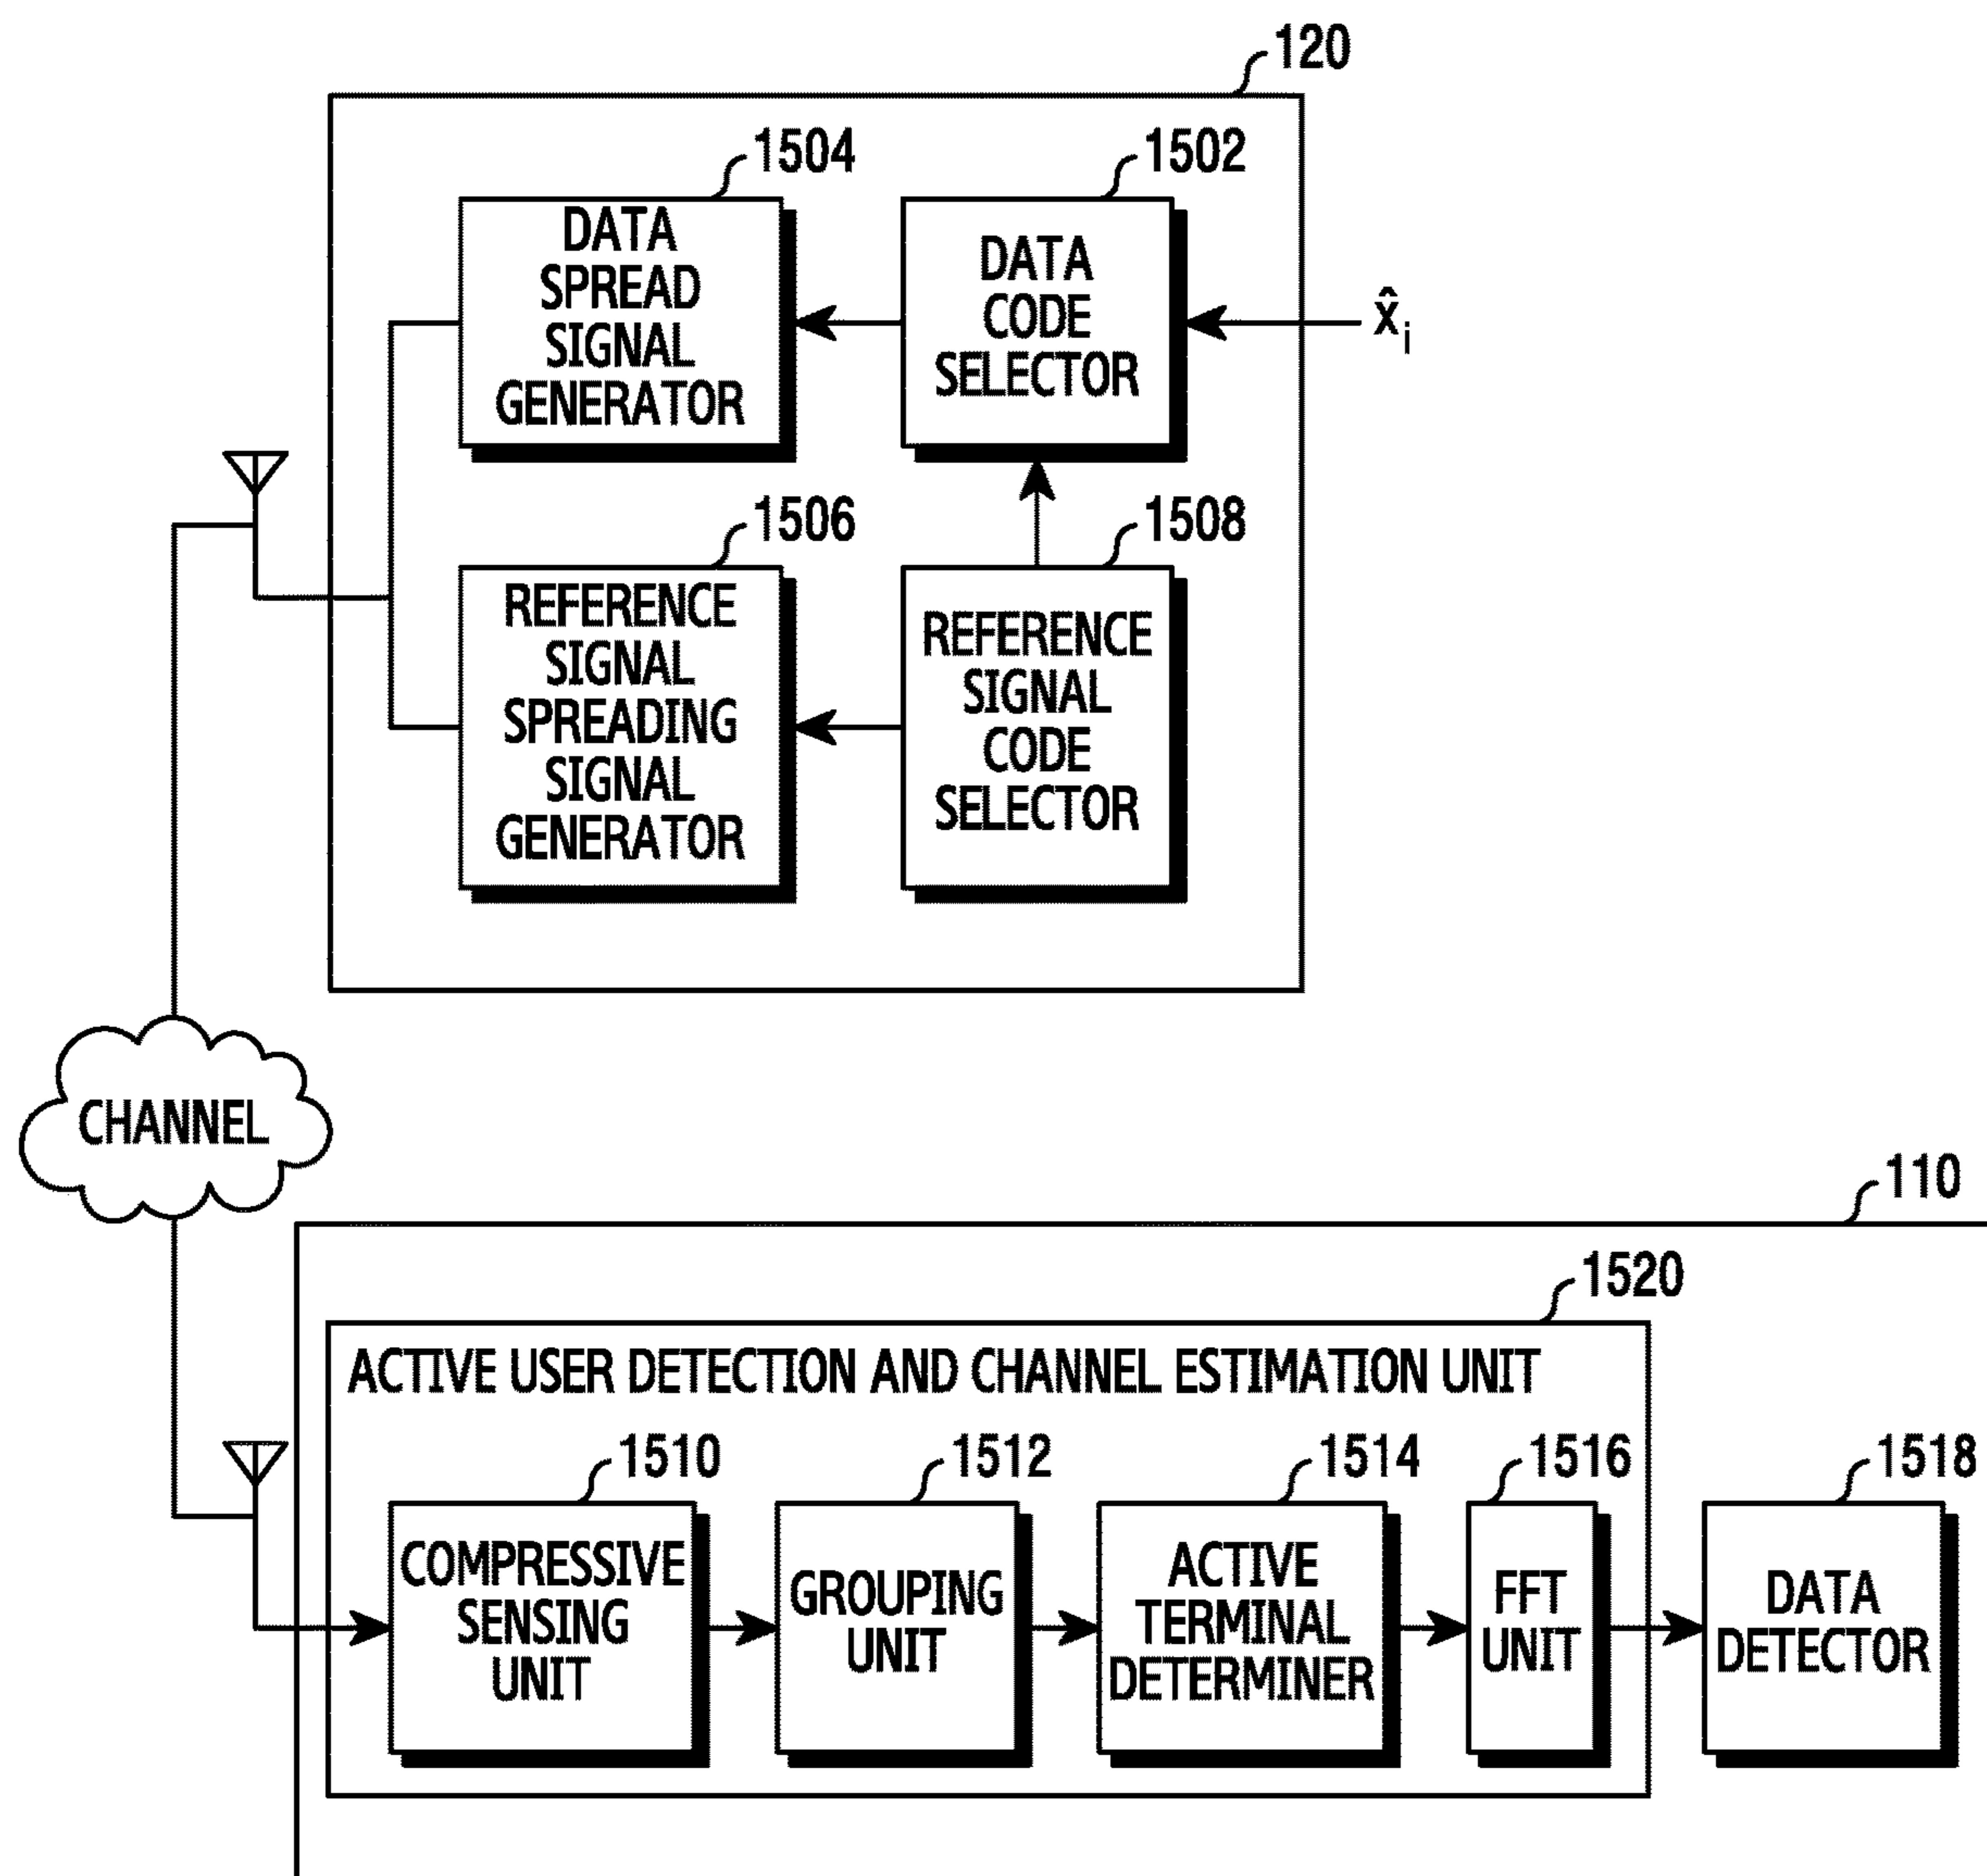 120
1504
1502
DATA
SPREAD
SIGNAL
GENERATOR
DATA
CODE
SELECTOR
x̂i
1506
1508
REFERENCE
SIGNAL
SPREADING
SIGNAL
GENERATOR
REFERENCE
SIGNAL
CODE
SELECTOR
CHANNEL
110
1520
ACTIVE USER DETECTION AND CHANNEL ESTIMATION UNIT
1510
1512
1514
1516
1518
COMPRESSIVE
SENSING
UNIT
GROUPING
UNIT
ACTIVE
TERMINAL
DETERMINER
FFT
UNIT
DATA
DETECTOR